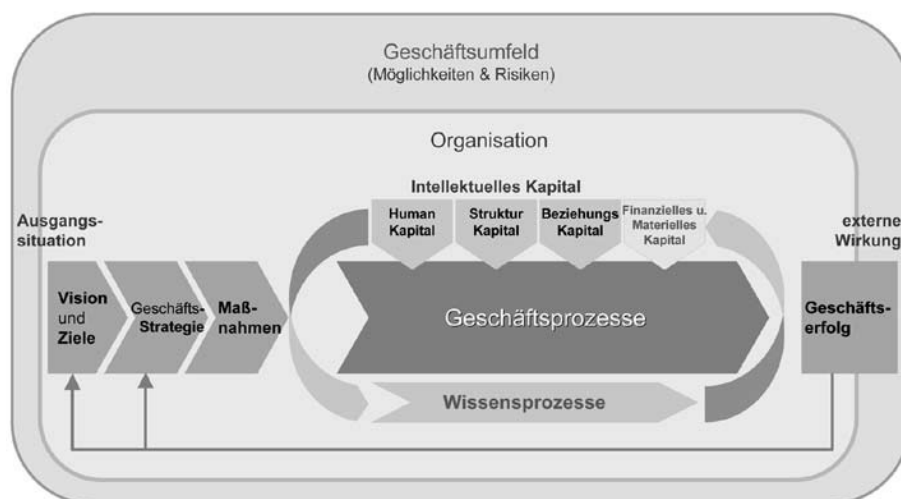 Geschäftsumfeld
(Möglichkeiten & Risiken)
Organisation
Intellektuelles Kapital
Human
Kapital
Struktur
Kapital
Beziehungs
Kapital
Finanzielles u.
Materielles
Kapital
Ausgangs-
situation
externe
Wirkung
Vision
und
Ziele
Geschäfts-
Strategie
Maß-
nahmen
Geschäftsprozesse
Geschäfts-
erfolg
Wissensprozesse